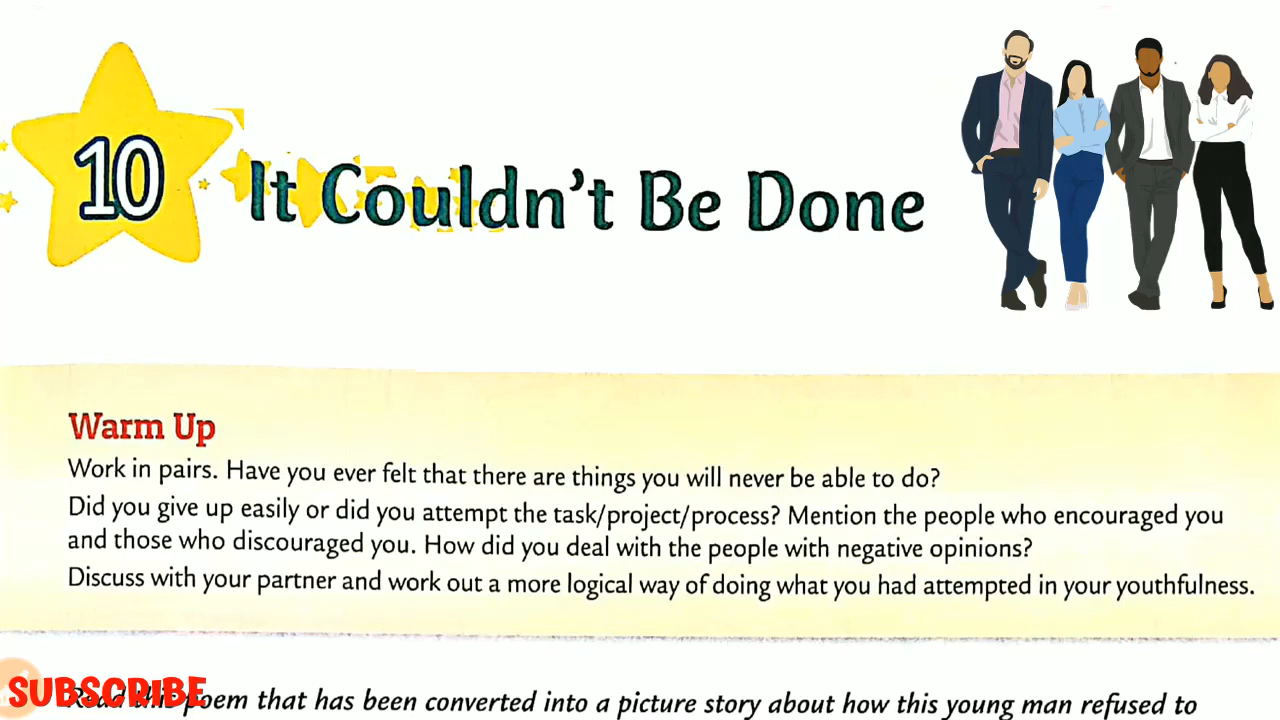 10
It Couldn't Be Done
Warm Up
Work in pairs. Have you ever felt that there are things you will never be able to do?
Did you give up easily or did you attempt the task/project/process? Mention the people who encouraged you
and those who discouraged you. How did you deal with the people with negative opinions?
Discuss with your partner and work out a more logical way of doing what you had attempted in your youthfulness.
SUBSCRIBE
Read this poem that has been converted into a picture story about how this young man refused to